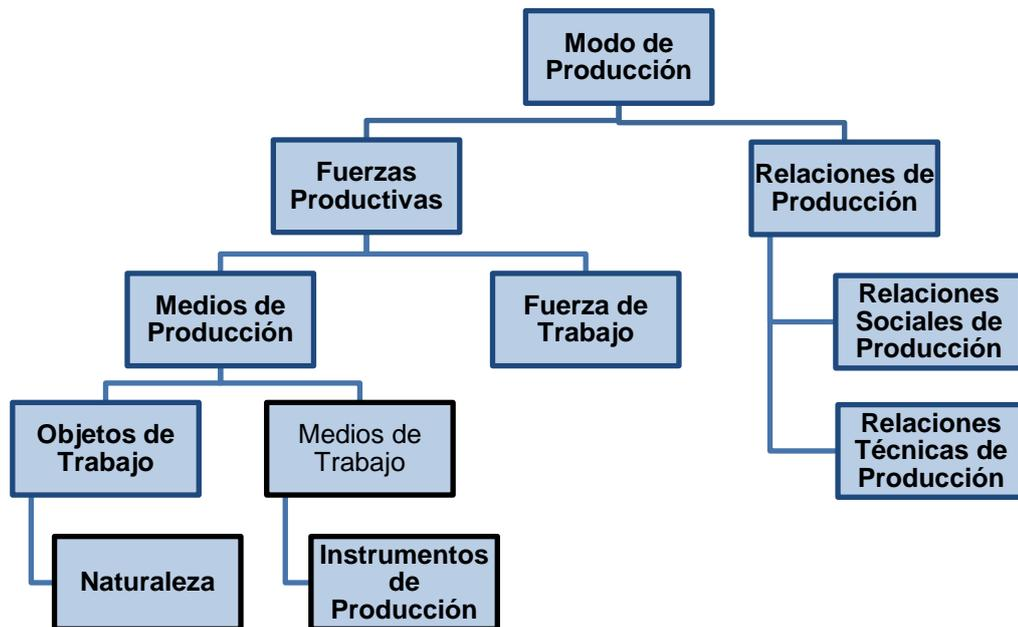 Modo de
Producción
Fuerzas
Productivas
Relaciones de
Producción
Medios de
Producción
Fuerza de
Trabajo
Relaciones
Sociales de
Producción
Objetos de
Trabajo
Medios de
Trabajo
Relaciones
Técnicas de
Producción
Naturaleza
Instrumentos
de
Producción